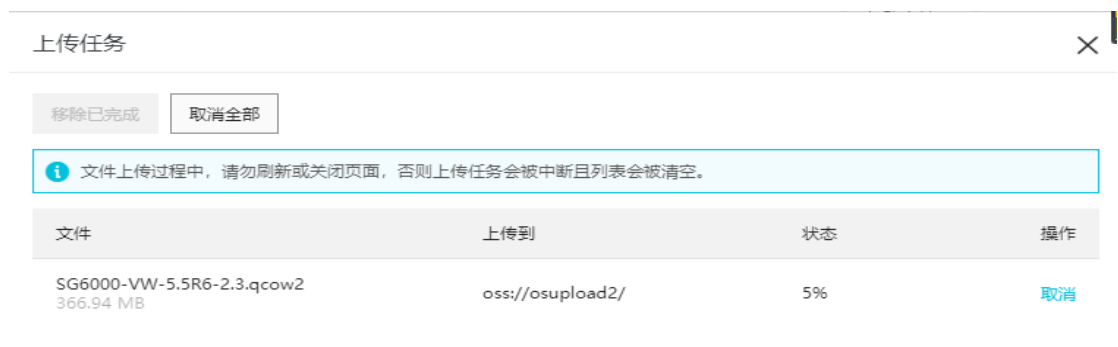 上传任务
移除已完成 取消全部
文件上传过程中，请勿刷新或关闭页面，否则上传任务会被中断且列表会被清空。
文件 上传到 状态 操作
SG6000-VW-5.5R6-2.3.qcow2 oss://osupload2/ 5% 取消
366.94 MB